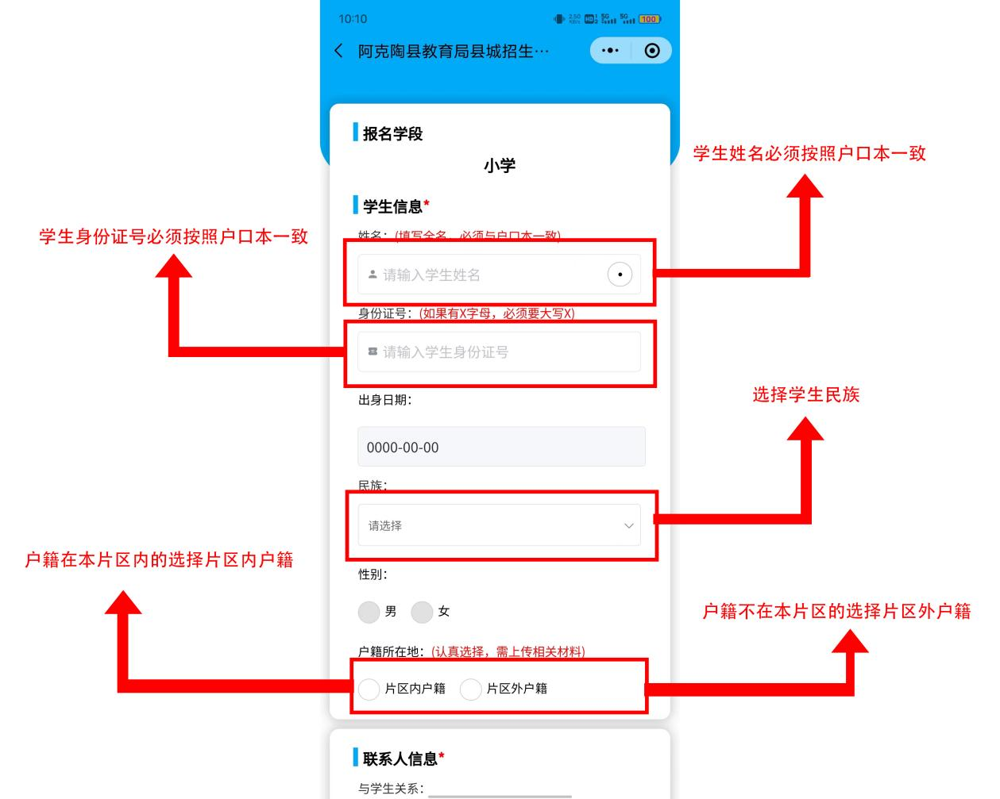 10:10
2.50 KB/s HD 1 2 5G 5G 100
阿克陶县教育局县城招生···
报名学段
小学
学生姓名必须按照户口本一致
学生信息*
姓名：(填写全名，必须与户口本一致)
学生身份证号必须按照户口本一致
请输入学生姓名
身份证号：(如果有X字母，必须要大写X)
请输入学生身份证号
选择学生民族
出身日期：
0000-00-00
民族：
请选择
户籍在本片区内的选择片区内户籍
性别：
男 女
户籍不在本片区的选择片区外户籍
户籍所在地：(认真选择，需上传相关材料)
片区内户籍 片区外户籍
联系人信息*
与学生关系：